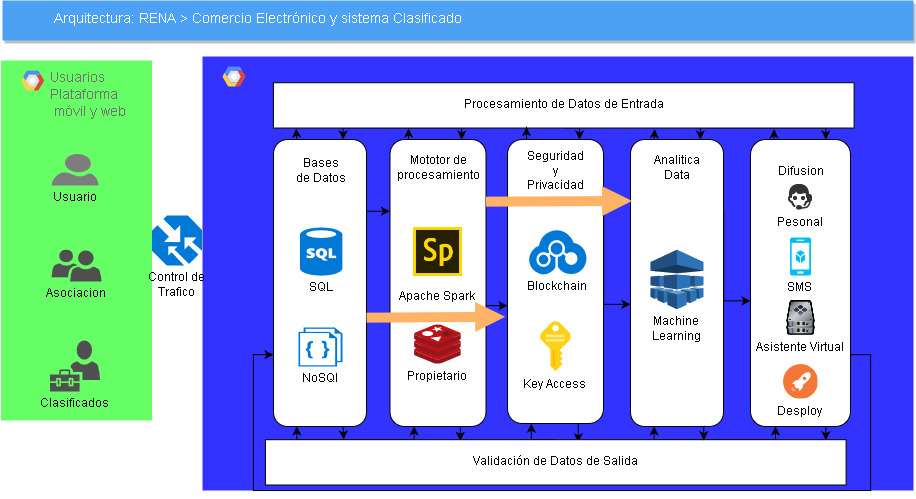 Arquitectura: RENA > Comercio Electrónico y sistema Clasificado
Usuarios
Plataforma
móvil y web
Usuario
Asociacion
Clasificados
Control de
Trafico
Procesamiento de Datos de Entrada
Bases
de Datos
SQL
SQL
NoSQl
Mototor de
procesamiento
Sp
Apache Spark
Propietario
Seguridad
y
Privacidad
Blockchain
Key Access
Analitica
Data
Machine
Learning
Difusion
Pesonal
SMS
Asistente Virtual
Desploy
Validación de Datos de Salida